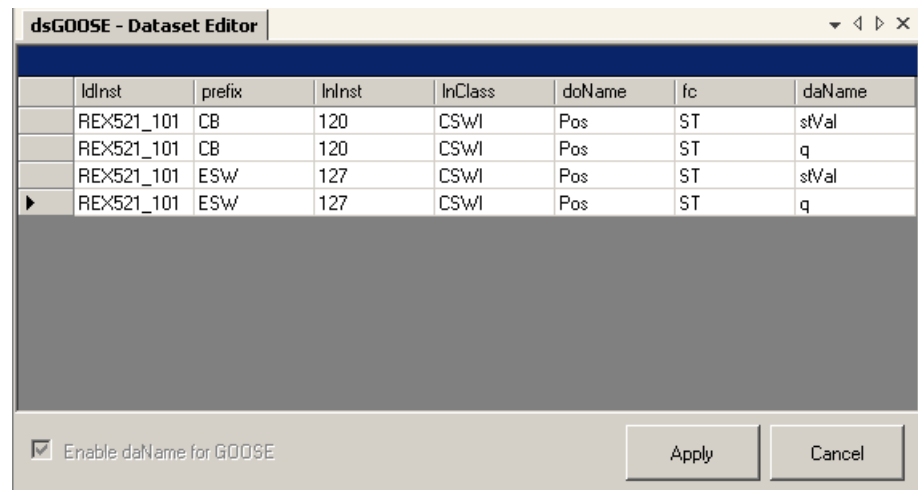 dsGOOSE - Dataset Editor
ldInst prefix lnInst lnClass doName fc daName
REX521_101 CB 120 CSWI Pos ST stVal
REX521_101 CB 120 CSWI Pos ST q
REX521_101 ESW 127 CSWI Pos ST stVal
REX521_101 ESW 127 CSWI Pos ST q
Enable daName for GOOSE Apply Cancel